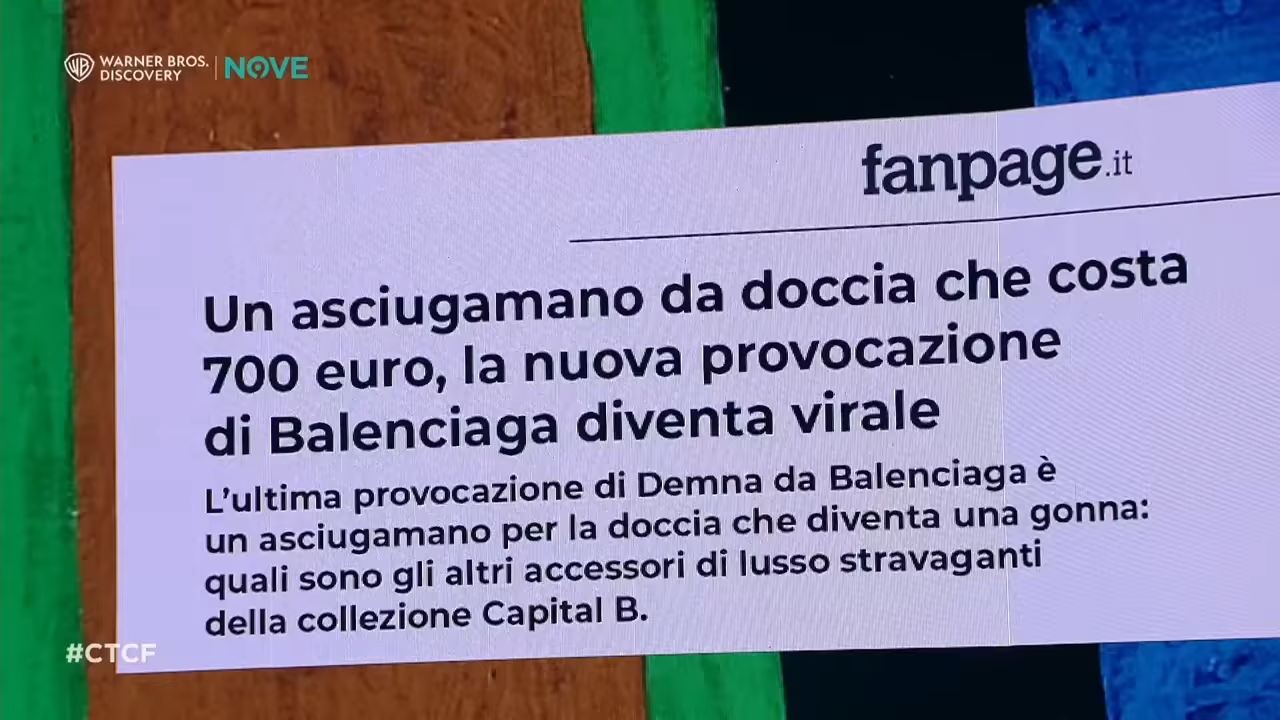 WARNER BROS.
DISCOVERY
NOVE
fanpage.it
Un asciugamano da doccia che costa
700 euro, la nuova provocazione
di Balenciaga diventa virale
L'ultima provocazione di Demna da Balenciaga è
un asciugamano per la doccia che diventa una gonna:
quali sono gli altri accessori di lusso stravaganti
della collezione Capital B.
#CTCF